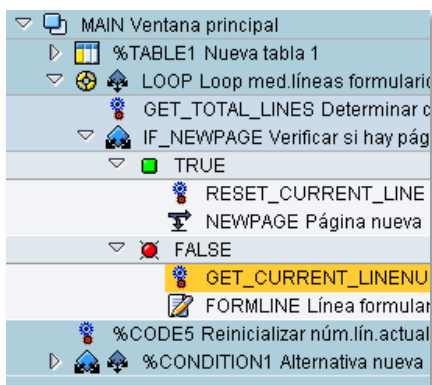 MAIN Ventana principal
%TABLE1 Nueva tabla 1
LOOP Loop med.líneas formulario
GET_TOTAL_LINES Determinar c
IF_NEWPAGE Verificar si hay pág
TRUE
RESET_CURRENT_LINE
NEWPAGE Página nueva
FALSE
GET_CURRENT_LINENU
FORMLINE Línea formular
%CODE5 Reinicializar núm.lín.actual
%CONDITION1 Alternativa nueva